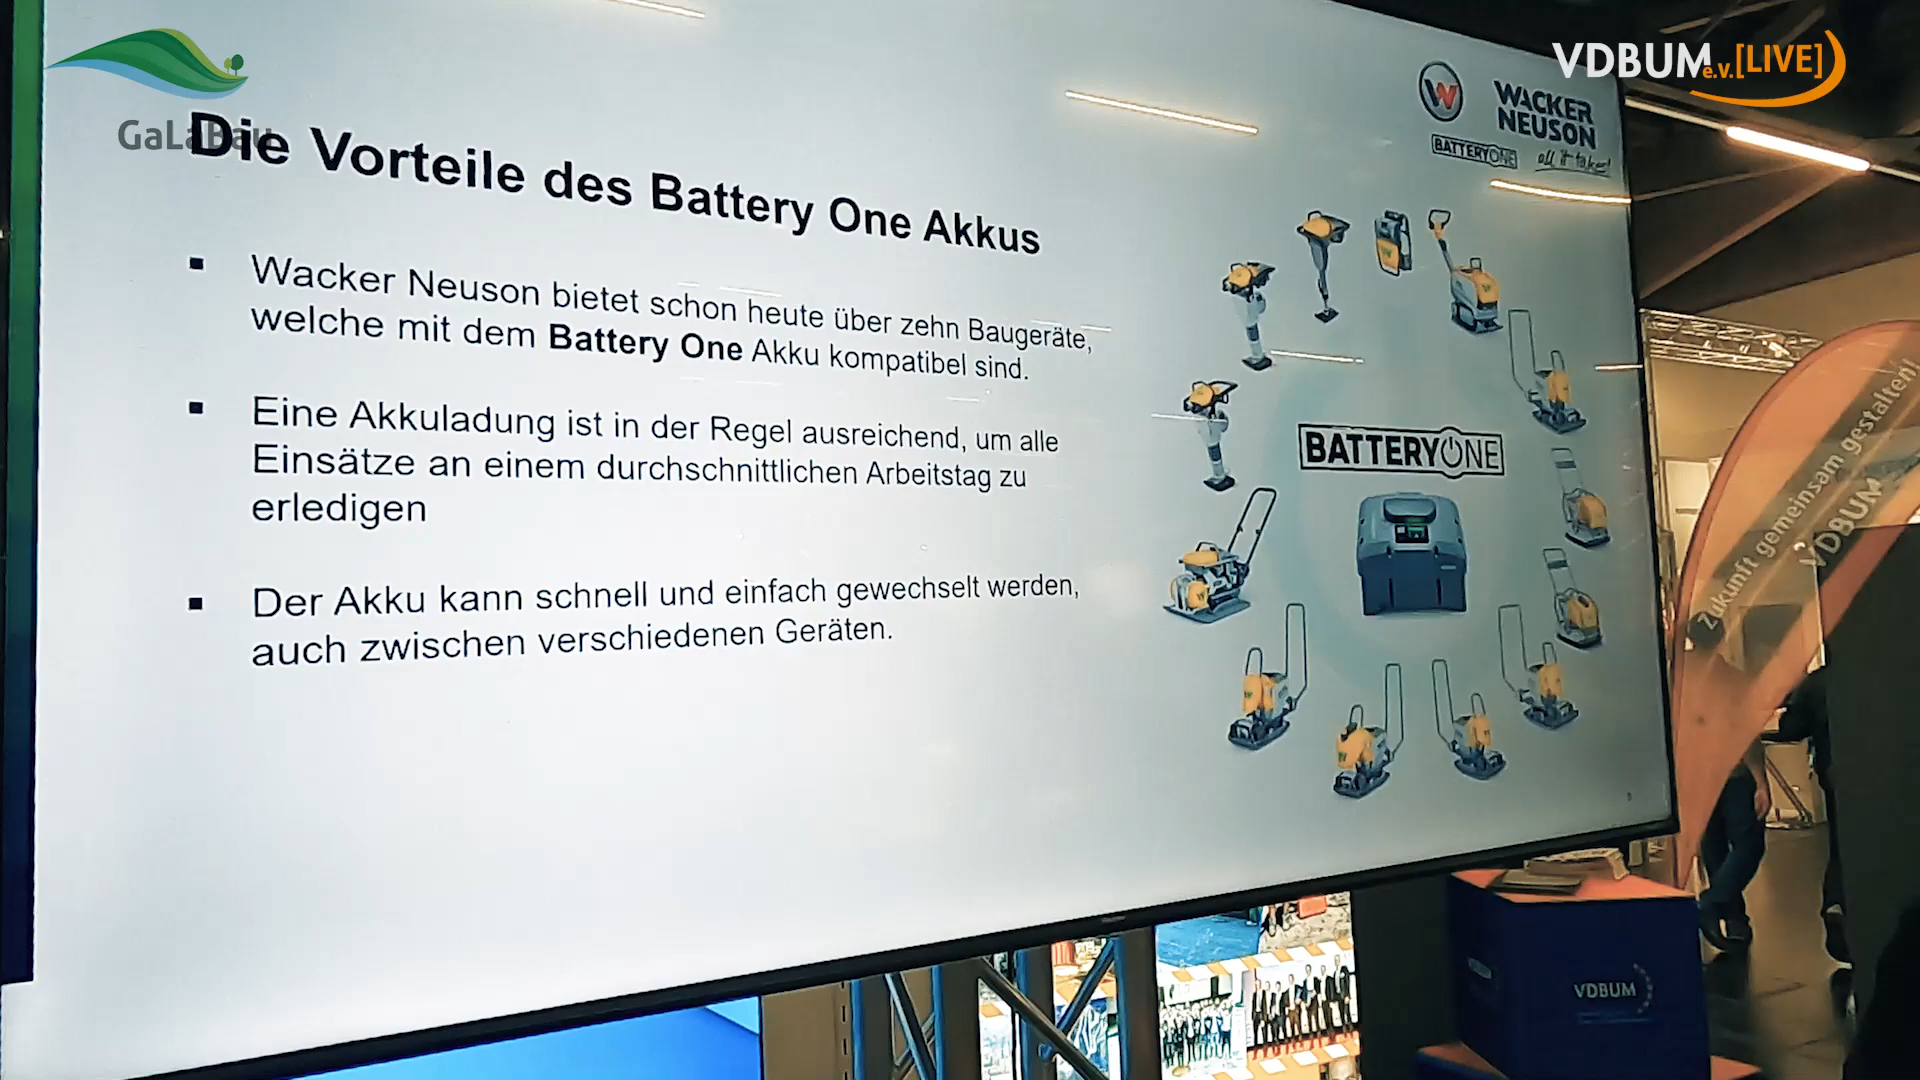 GaLaBau
VDBUM e.V. [LIVE]
WACKER
NEUSON
all it takes!
BATTERYONE
Die Vorteile des Battery One Akkus
▪ Wacker Neuson bietet schon heute über zehn Baugeräte,
welche mit dem Battery One Akku kompatibel sind.
▪ Eine Akkuladung ist in der Regel ausreichend, um alle
Einsätze an einem durchschnittlichen Arbeitstag zu
erledigen
▪ Der Akku kann schnell und einfach gewechselt werden,
auch zwischen verschiedenen Geräten.
BATTERYONE
Zukunft gemeinsam gestalten!
VDBUM
VDBUM